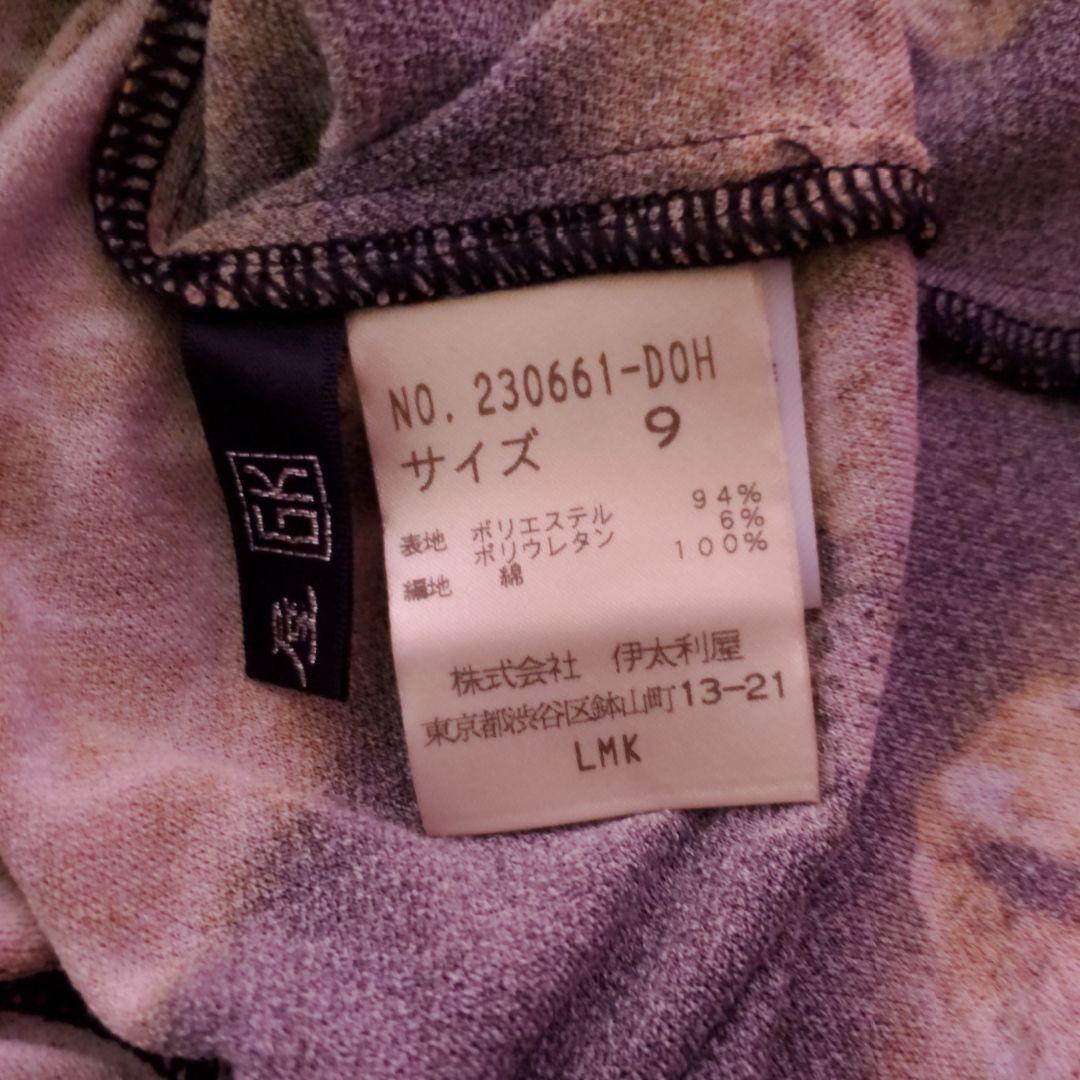 NO. 230661-DOH
サイズ 9
表地 ポリエステル 94%
ポリウレタン 6%
編地 綿 100%
株式会社 伊太利屋
東京都渋谷区鉢山町13-21
LMK
GK
屋